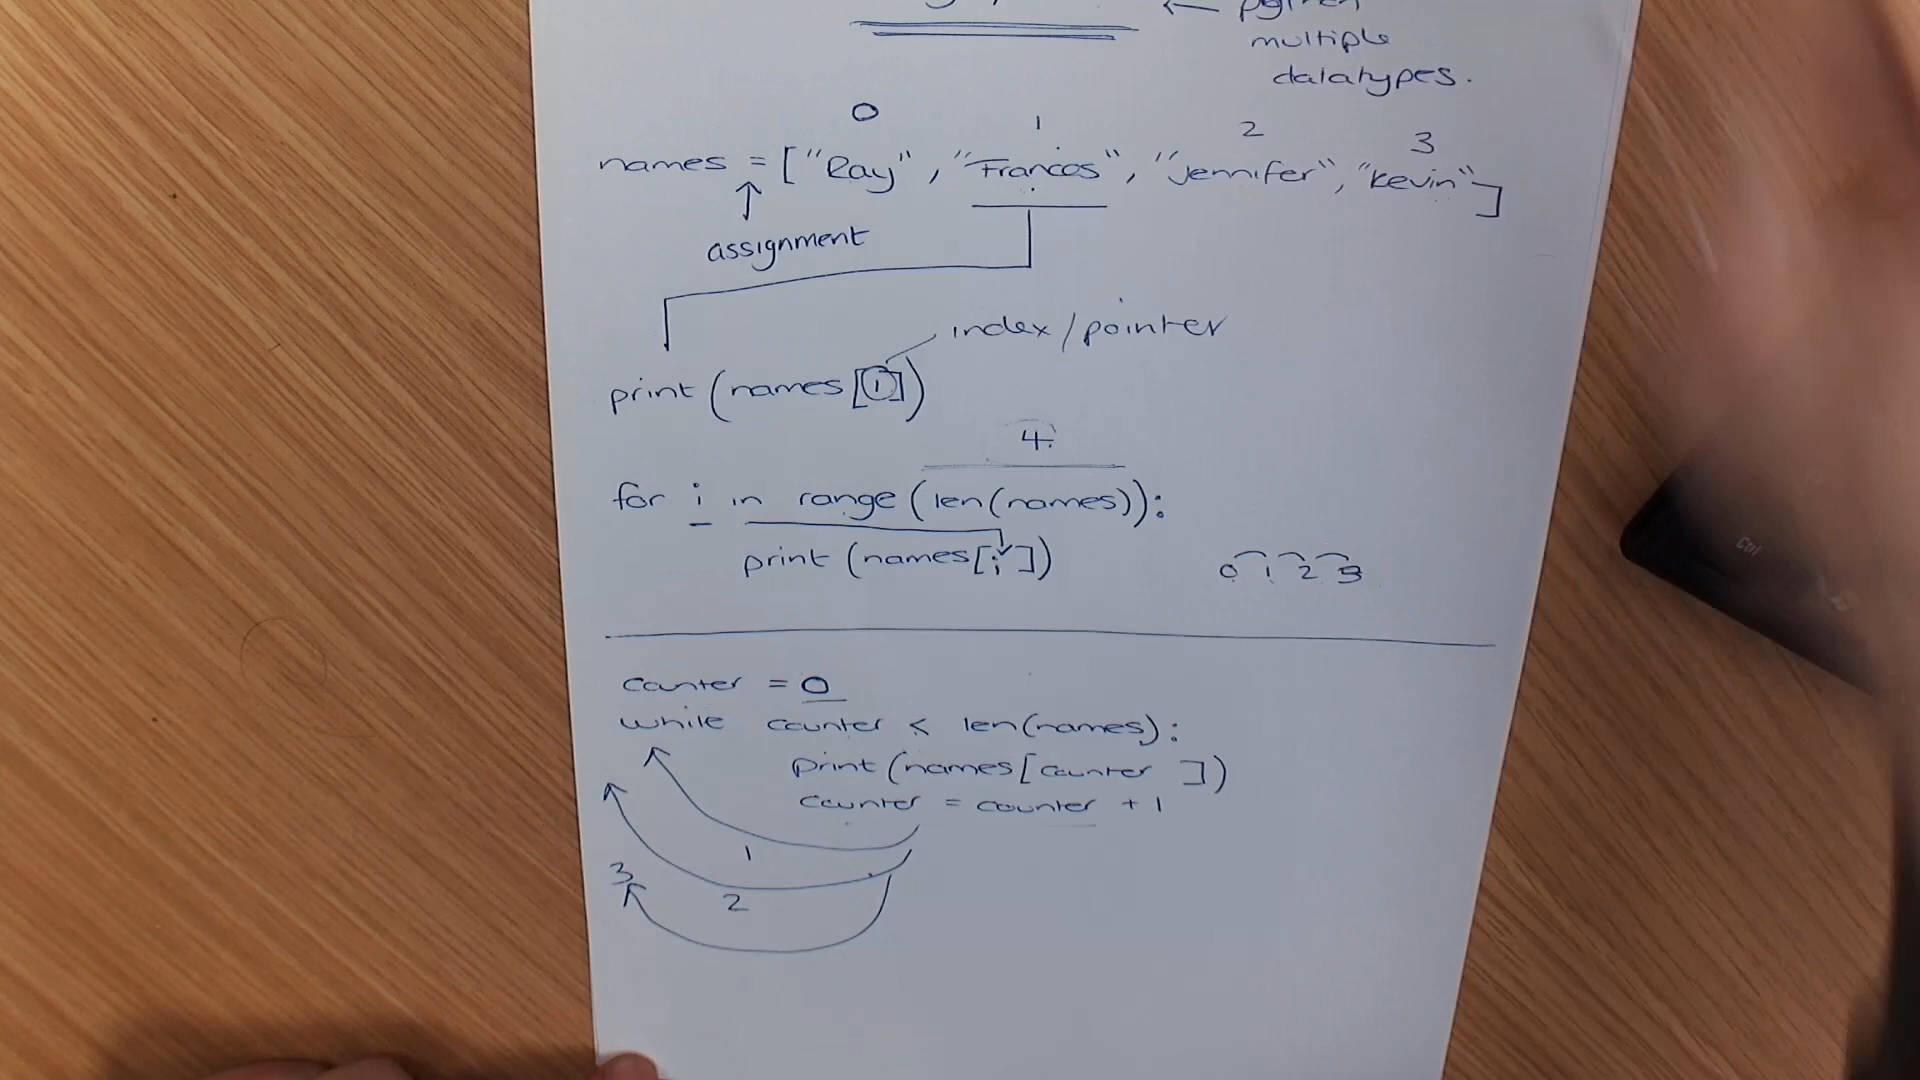 ← python
multiple
datatypes.
0 1 2 3
names = ["Ray", "Francos", "Jennifer", "Kevin"]
↑
assignment
index/pointer
print (names[1])
4
for i in range (len(names)):
print (names[i])
0 1 2 3
counter = 0
while counter < len(names):
print (names[counter ])
counter = counter + 1
1
3
2